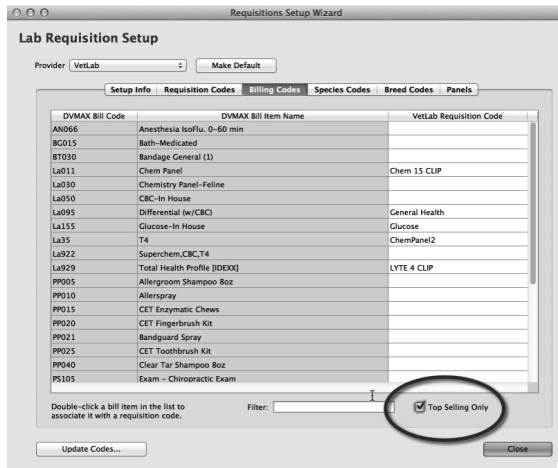 Requisitions Setup Wizard
Lab Requisition Setup
Provider VetLab Make Default
Setup Info Requisition Codes Billing Codes Species Codes Breed Codes Panels
DVMAX Bill Code DVMAX Bill Item Name VetLab Requisition Code
AN066 Anesthesia IsoFlu. 0-60 min
BG015 Bath-Medicated
BT030 Bandage General (1)
La011 Chem Panel Chem 15 CLIP
La030 Chemistry Panel-Feline
La050 CBC-In House
La095 Differential (w/CBC) General Health
La155 Glucose-In House Glucose
La35 T4 ChemPanel2
La922 Superchem,CBC,T4
La929 Total Health Profile [IDEXX] LYTE 4 CLIP
PP005 Allergroom Shampoo 8oz
PP010 Allerspray
PP015 CET Enzymatic Chews
PP020 CET Fingerbrush Kit
PP021 Bandguard Spray
PP025 CET Toothbrush Kit
PP040 Clear Tar Shampoo 8oz
PS105 Exam - Chiropractic Exam
Double-click a bill item in the list to Filter: Top Selling Only
associate it with a requisition code.
Update Codes... Close